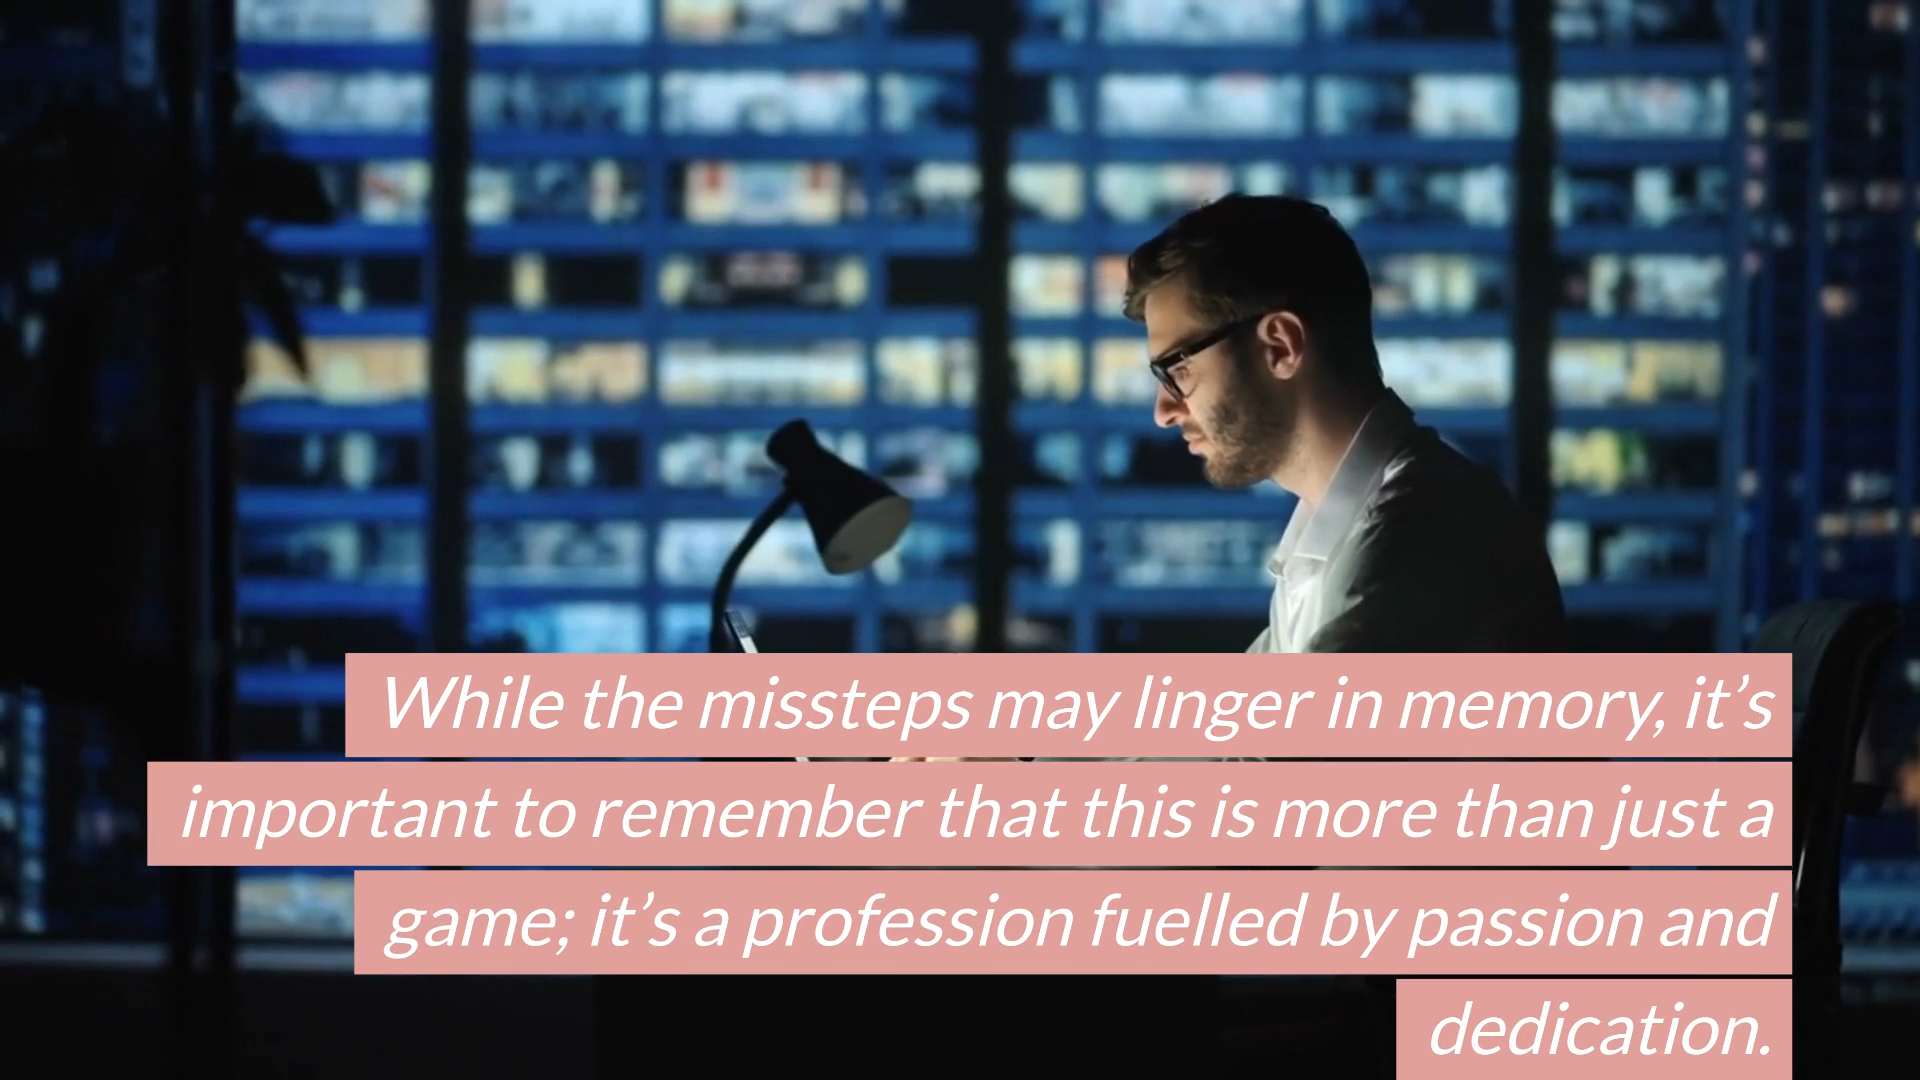 While the missteps may linger in memory, it’s
important to remember that this is more than just a
game; it’s a profession fuelled by passion and
dedication.